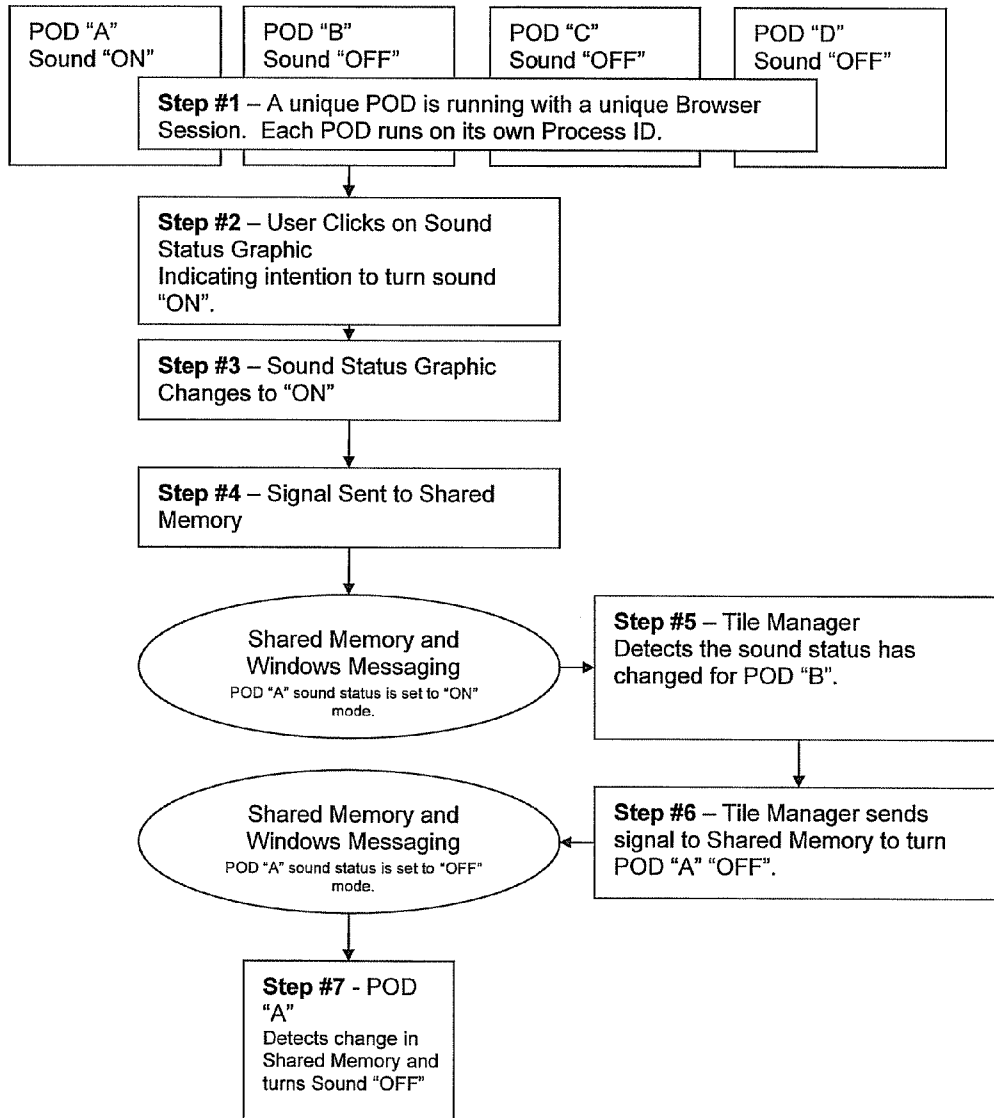 POD “A”
Sound “ON”
POD “B”
Sound “OFF”
POD “C”
Sound “OFF”
POD “D”
Sound “OFF”
Step #1 – A unique POD is running with a unique Browser
Session. Each POD runs on its own Process ID.
Step #2 – User Clicks on Sound
Status Graphic
Indicating intention to turn sound
“ON”.
Step #3 – Sound Status Graphic
Changes to “ON”
Step #4 – Signal Sent to Shared
Memory
Shared Memory and
Windows Messaging
POD “A” sound status is set to “ON”
mode.
Step #5 – Tile Manager
Detects the sound status has
changed for POD “B”.
Step #6 – Tile Manager sends
signal to Shared Memory to turn
POD “A” “OFF”.
Shared Memory and
Windows Messaging
POD “A” sound status is set to “OFF”
mode.
Step #7 - POD
“A”
Detects change in
Shared Memory and
turns Sound “OFF”